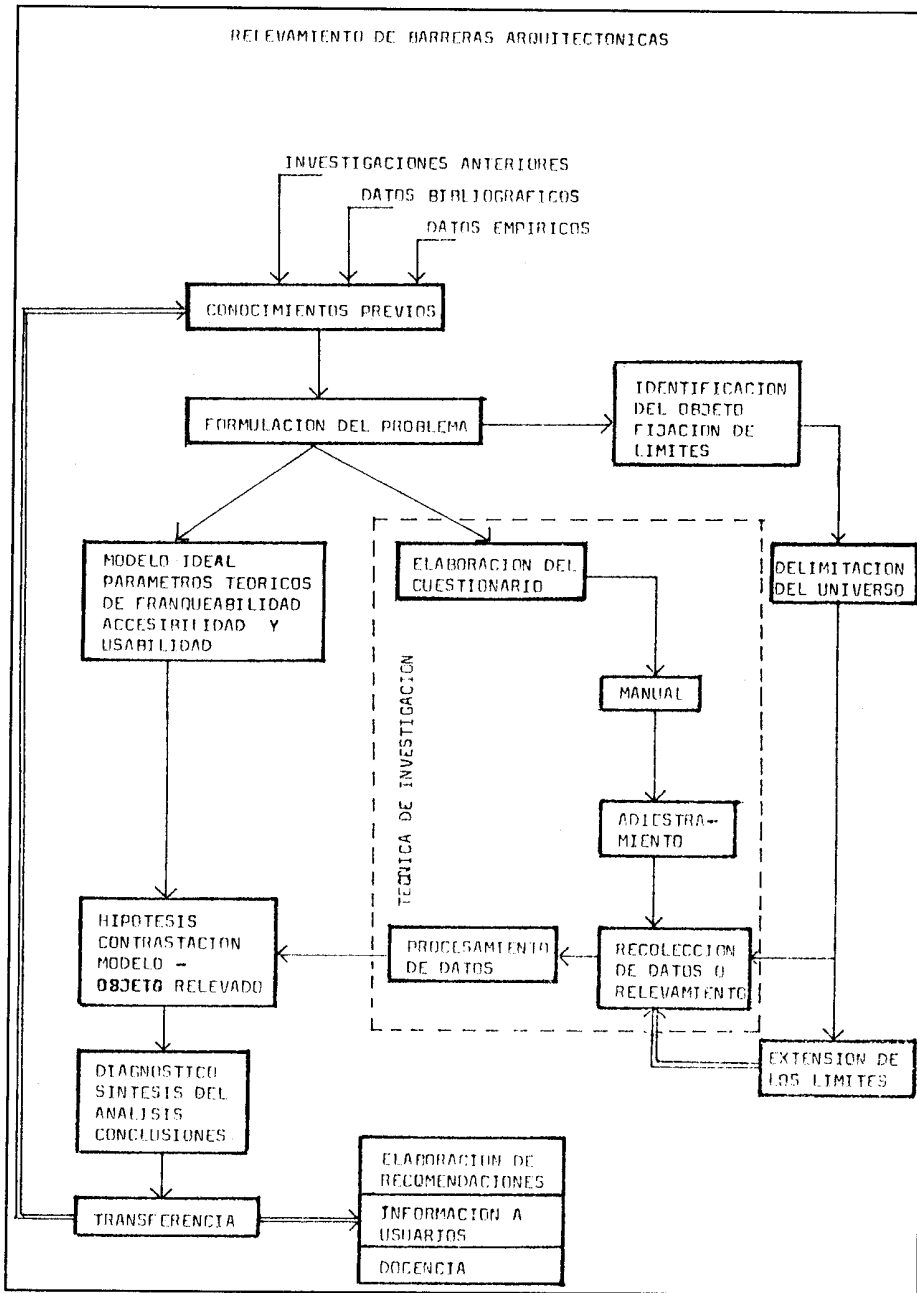 RELEVAMIENTO DE BARRERAS ARQUITECTONICAS
INVESTIGACIONES ANTERIORES
DATOS BIBLIOGRAFICOS
DATOS EMPIRICOS
CONOCIMIENTOS PREVIOS
FORMULACION DEL PROBLEMA
IDENTIFICACION
DEL OBJETO
FIJACION DE
LIMITES
MODELO IDEAL
PARAMETROS TEORICOS
DE FRANQUEABILIDAD
ACCESIBILIDAD Y
USABILIDAD
ELABORACION DEL
CUESTIONARIO
DELIMITACION
DEL UNIVERSO
TECNICA DE INVESTIGACION
MANUAL
ADIESTRA-
MIENTO
HIPOTESIS
CONTRASTACION
MODELO -
OBJETO RELEVADO
PROCESAMIENTO
DE DATOS
RECOLECCION
DE DATOS O
RELEVAMIENTO
EXTENSION DE
LOS LIMITES
DIAGNOSTICO
SINTESIS DEL
ANALISIS
CONCLUSIONES
ELABORACION DE
RECOMENDACIONES
TRANSFERENCIA
INFORMACION A
USUARIOS
DOCENCIA